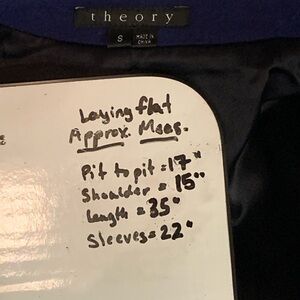 theory
S
MADE IN
CHINA
Laying flat
Approx. Meas.
Pit to pit = 17"
Shoulder = 15"
Length = 35"
Sleeves = 22"